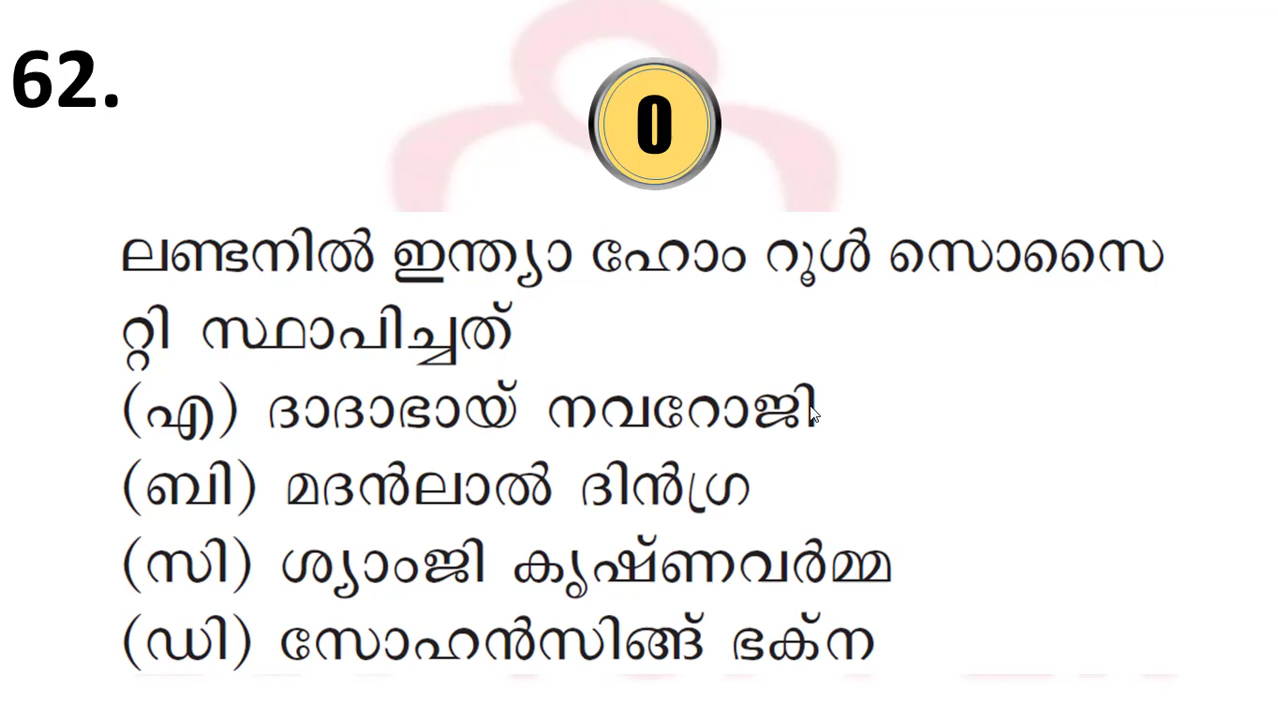 62.
0
ലണ്ടനിൽ ഇന്ത്യാ ഹോം റൂൾ സൊസൈ
റ്റി സ്ഥാപിച്ചത്
(എ) ദാദാഭായ് നവറോജി
(ബി) മദൻലാൽ ദിൻഗ്ര
(സി) ശ്യാംജി കൃഷ്ണവർമ്മ
(ഡി) സോഹൻസിങ്ങ് ഭക്ന